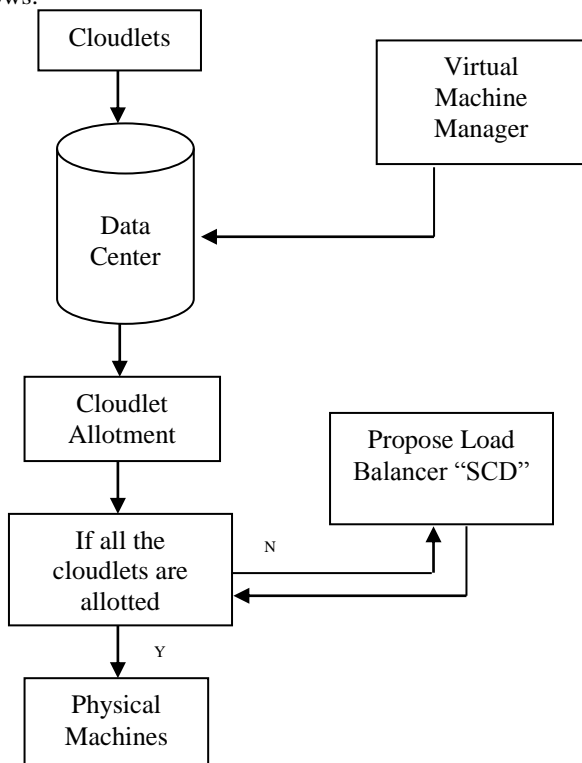 Cloudlets
Virtual
Machine
Manager
Data
Center
Cloudlet
Allotment
Propose Load
Balancer “SCD”
If all the
cloudlets are
allotted
N
Y
Physical
Machines